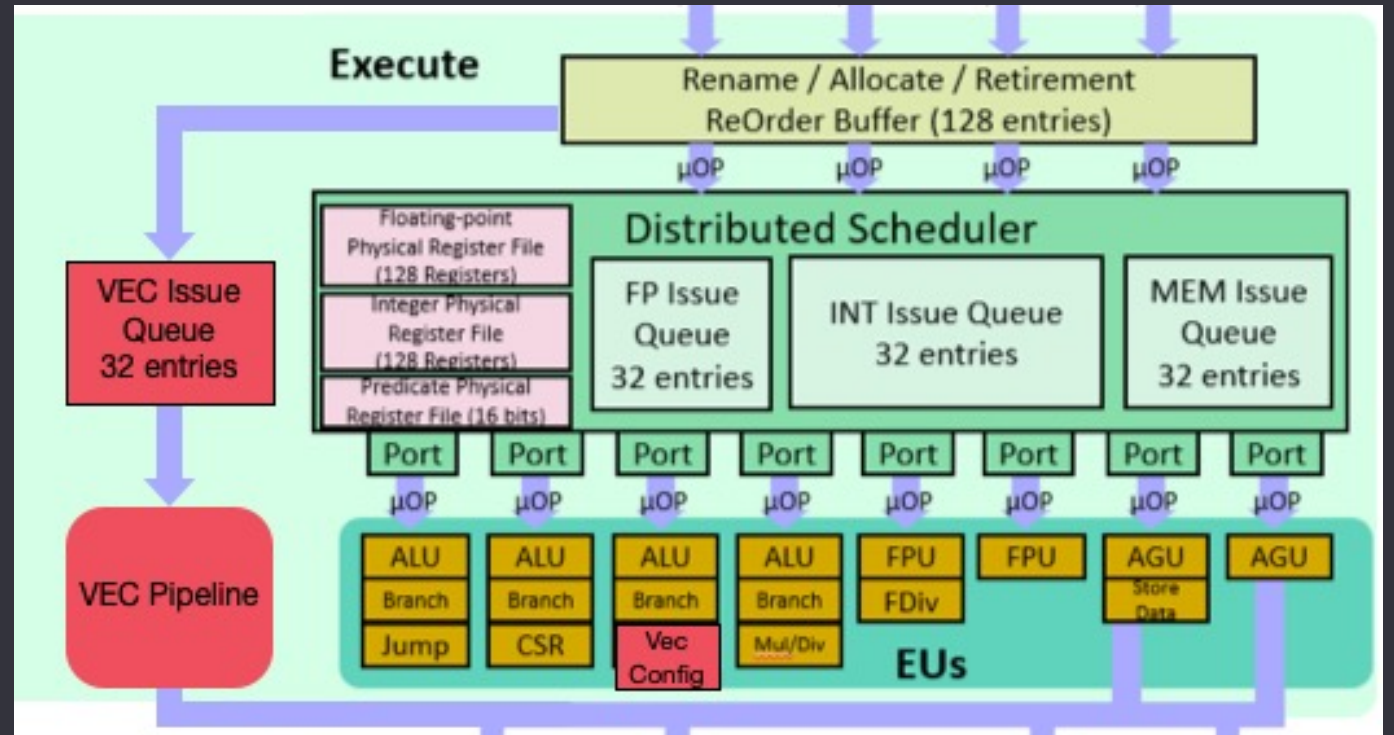 Execute
Rename / Allocate / Retirement
ReOrder Buffer (128 entries)
µOP µOP µOP µOP
Distributed Scheduler
Floating-point
Physical Register File
(128 Registers)
Integer Physical
Register File
(128 Registers)
Predicate Physical
Register File (16 bits)
FP Issue
Queue
32 entries
INT Issue Queue
32 entries
MEM Issue
Queue
32 entries
VEC Issue
Queue
32 entries
Port Port Port Port Port Port Port Port
µOP µOP µOP µOP µOP µOP µOP µOP
VEC Pipeline
ALU ALU ALU ALU FPU FPU AGU AGU
Branch Branch Branch Branch FDiv
Store
Data
Jump CSR
Vec
Config
Mul/Div
EUs